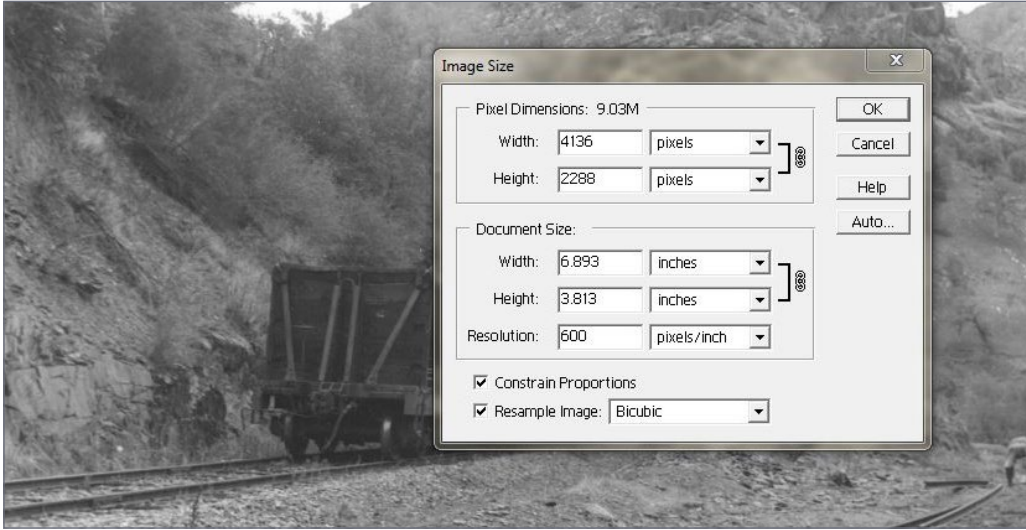 Image Size
Pixel Dimensions: 9.03M
OK
Width: 4136 pixels
Cancel
Height: 2288 pixels
Help
Auto...
Document Size:
Width: 6.893 inches
Height: 3.813 inches
Resolution: 600 pixels/inch
Constrain Proportions
Resample Image: Bicubic